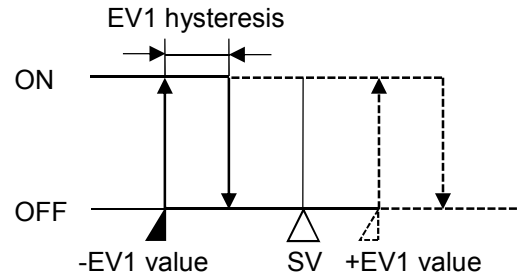 EV1 hysteresis
ON
OFF
-EV1 value SV +EV1 value